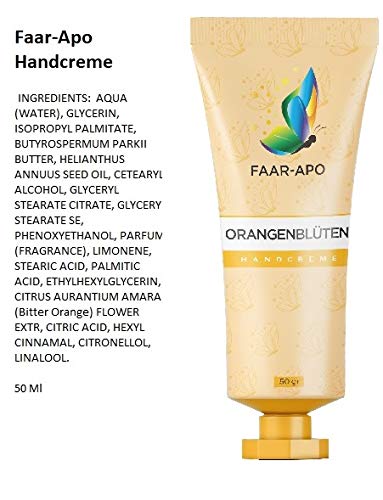 Faar-Apo
Handcreme
INGREDIENTS: AQUA
(WATER), GLYCERIN,
ISOPROPYL PALMITATE,
BUTYROSPERMUM PARKII
BUTTER, HELIANTHUS
ANNUUS SEED OIL, CETEARYL
ALCOHOL, GLYCERYL
STEARATE CITRATE, GLYCERY
STEARATE SE,
PHENOXYETHANOL, PARFUM
(FRAGRANCE), LIMONENE,
STEARIC ACID, PALMITIC
ACID, ETHYLHEXYLGLYCERIN,
CITRUS AURANTIUM AMARA
(Bitter Orange) FLOWER
EXTR, CITRIC ACID, HEXYL
CINNAMAL, CITRONELLOL,
LINALOOL.
50 Ml
FAAR-APO
ORANGENBLÜTEN
HANDCREME
50 gr